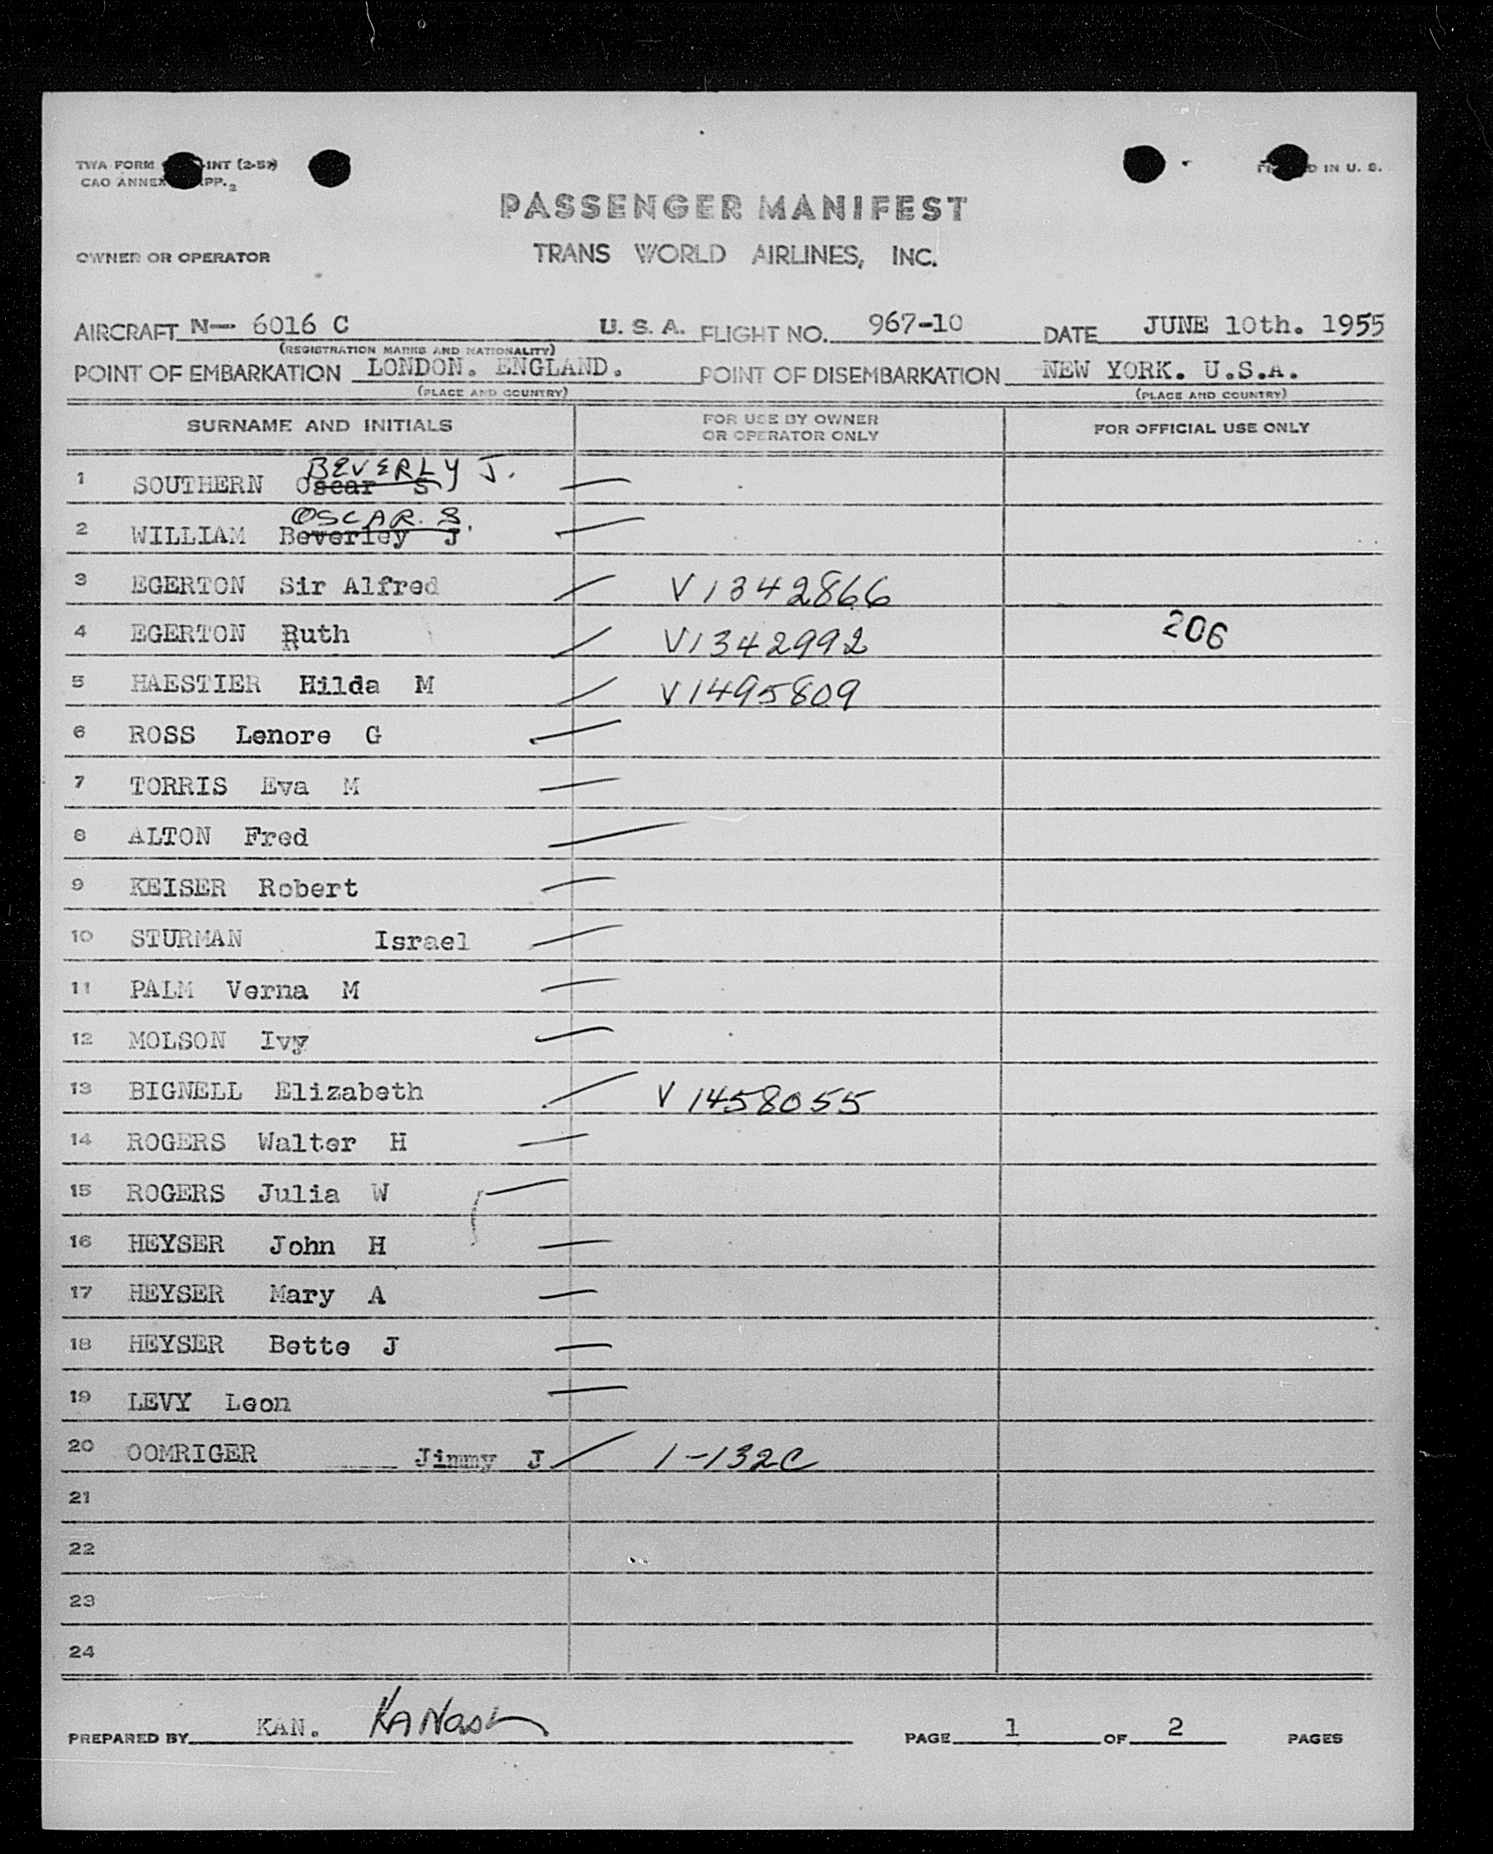 TWA FORM INT (2-52)
CAO ANNEX APP. 2
D IN U. S.
PASSENGER MANIFEST
OWNER OR OPERATOR
TRANS WORLD AIRLINES, INC.
AIRCRAFT N- 6016 C U. S. A. FLIGHT NO. 967-10 DATE JUNE 10th. 1955
(REGISTRATION MARKS AND NATIONALITY)
POINT OF EMBARKATION LONDON. ENGLAND. POINT OF DISEMBARKATION NEW YORK. U.S.A.
(PLACE AND COUNTRY) (PLACE AND COUNTRY)
SURNAME AND INITIALS FOR USE BY OWNER OR OPERATOR ONLY FOR OFFICIAL USE ONLY
BEVERLY J.
1 SOUTHERN Oscar S
OSCAR. S.
2 WILLIAM Beverley J
3 EGERTON Sir Alfred V1342866
4 EGERTON Ruth V1342992 206
5 HAESTIER Hilda M V1495809
6 ROSS Lenore G
7 TORRIS Eva M
8 ALTON Fred
9 KEISER Robert
10 STURMAN Israel
11 PALM Verna M
12 MOLSON Ivy
13 BIGNELL Elizabeth V1458055
14 ROGERS Walter H
15 ROGERS Julia W
16 HEYSER John H
17 HEYSER Mary A
18 HEYSER Bette J
19 LEVY Leon
20 OOMRIGER Jimmy J 1-132C
21
22
23
24
PREPARED BY KAN. KANash PAGE 1 OF 2 PAGES